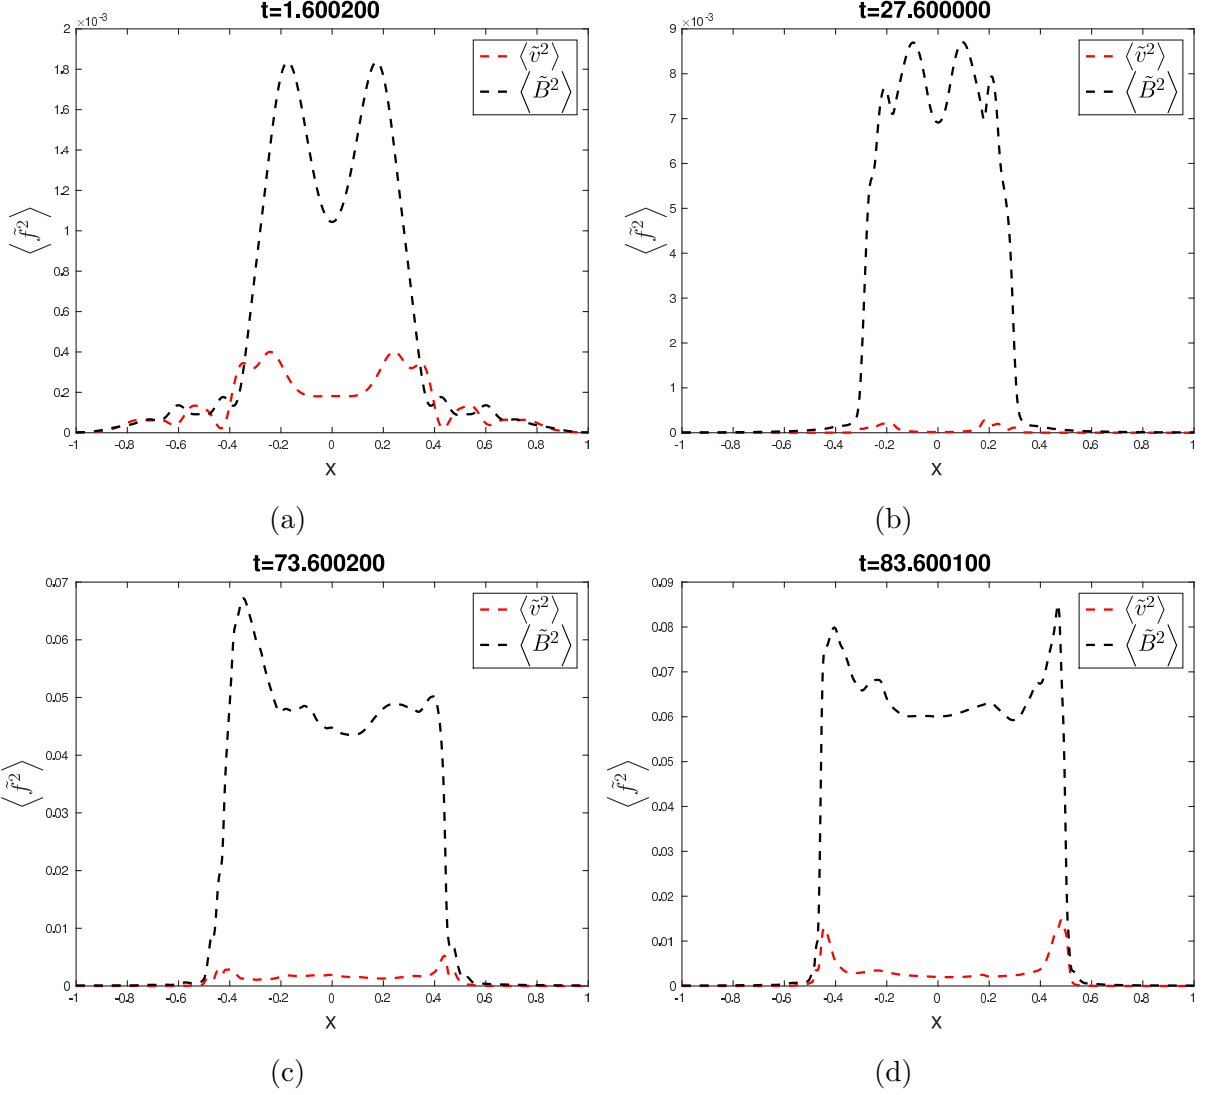 t=1.600200
×10⁻³
2
1.8
1.6
1.4
1.2
1
0.8
0.6
0.4
0.2
0
-1 -0.8 -0.6 -0.4 -0.2 0 0.2 0.4 0.6 0.8 1
x
⟨f̃²⟩
⟨ṽ²⟩
⟨B̃²⟩
(a)
t=27.600000
×10⁻³
9
8
7
6
5
4
3
2
1
0
-1 -0.8 -0.6 -0.4 -0.2 0 0.2 0.4 0.6 0.8 1
x
⟨f̃²⟩
⟨ṽ²⟩
⟨B̃²⟩
(b)
t=73.600200
0.07
0.06
0.05
0.04
0.03
0.02
0.01
0
-1 -0.8 -0.6 -0.4 -0.2 0 0.2 0.4 0.6 0.8 1
x
⟨f̃²⟩
⟨ṽ²⟩
⟨B̃²⟩
(c)
t=83.600100
0.09
0.08
0.07
0.06
0.05
0.04
0.03
0.02
0.01
0
-1 -0.8 -0.6 -0.4 -0.2 0 0.2 0.4 0.6 0.8 1
x
⟨f̃²⟩
⟨ṽ²⟩
⟨B̃²⟩
(d)